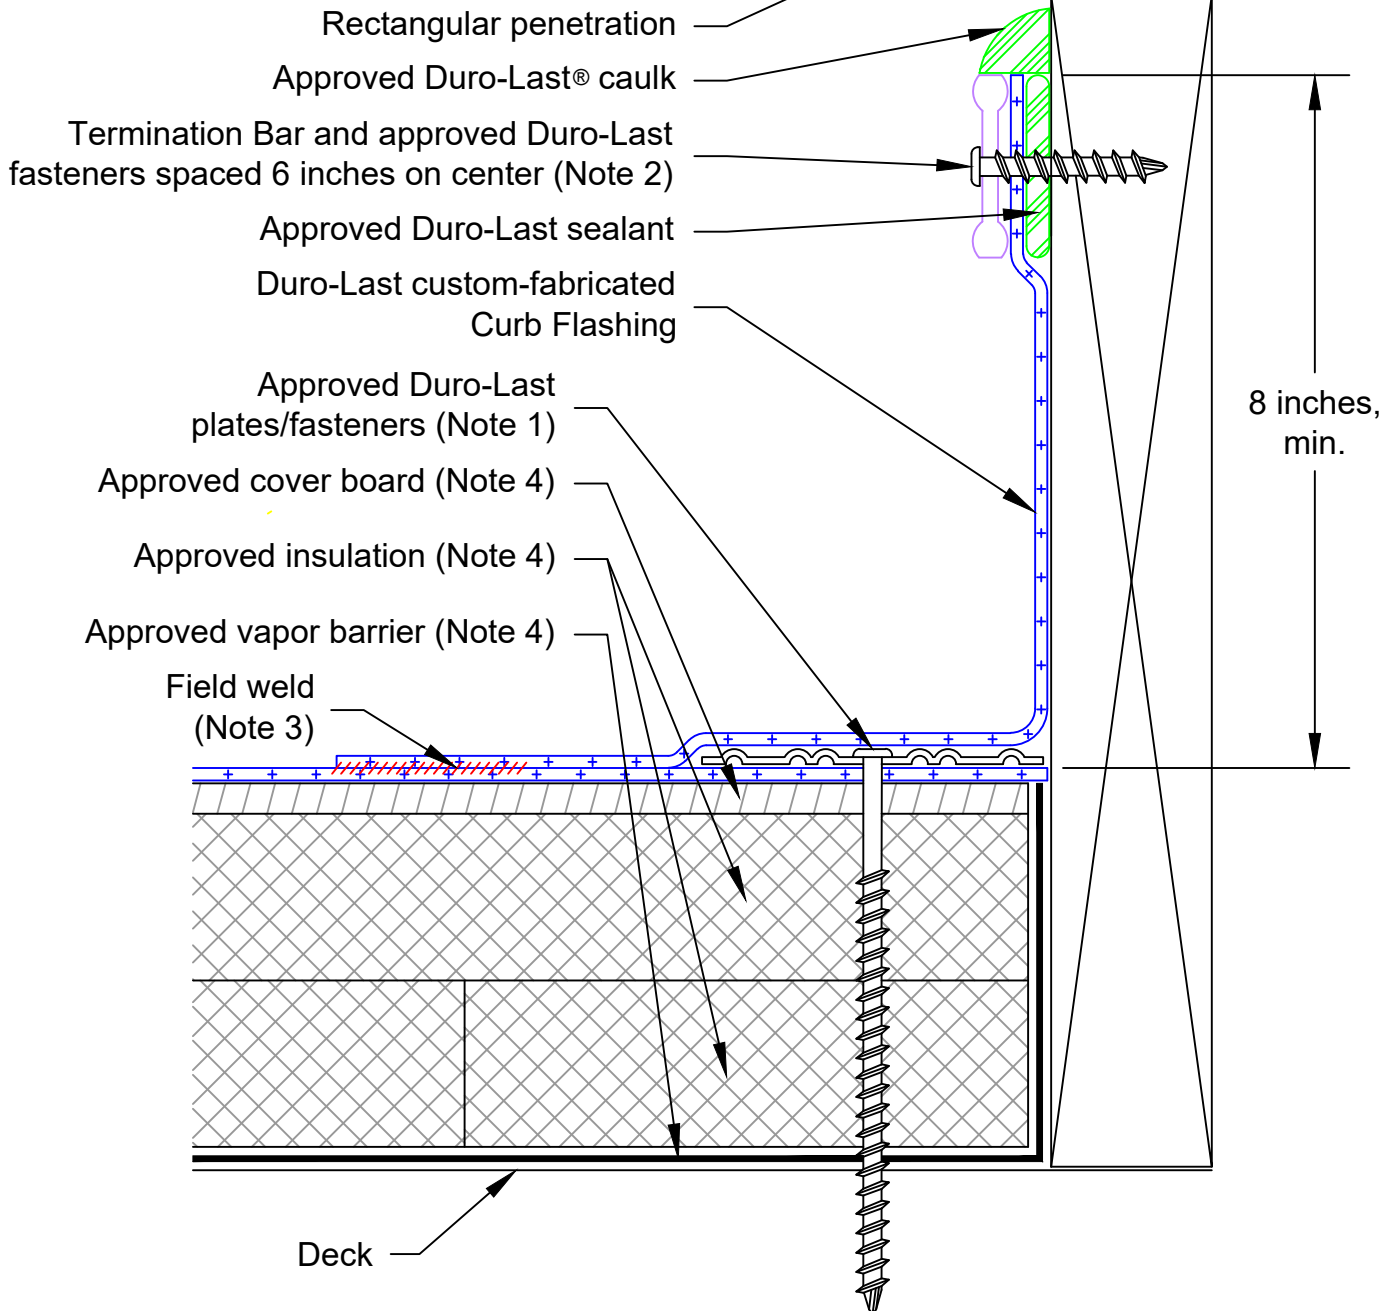 Rectangular penetration
Approved Duro-Last® caulk
Termination Bar and approved Duro-Last
fasteners spaced 6 inches on center (Note 2)
Approved Duro-Last sealant
Duro-Last custom-fabricated
Curb Flashing
Approved Duro-Last
plates/fasteners (Note 1)
8 inches,
min.
Approved cover board (Note 4)
Approved insulation (Note 4)
Approved vapor barrier (Note 4)
Field weld
(Note 3)
Deck